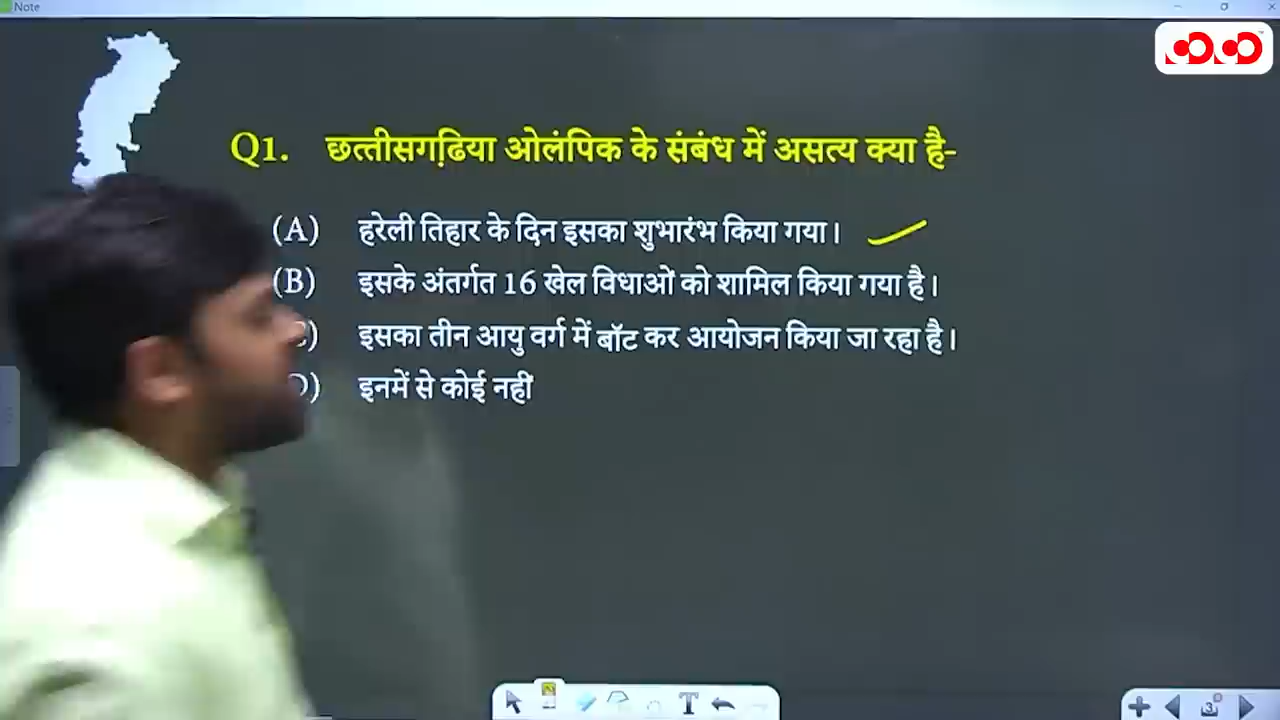 Note
Q1. छत्तीसगढ़िया ओलंपिक के संबंध में असत्य क्या है-
(A) हरेली तिहार के दिन इसका शुभारंभ किया गया।
(B) इसके अंतर्गत 16 खेल विधाओं को शामिल किया गया है।
इसका तीन आयु वर्ग में बॉट कर आयोजन किया जा रहा है।
इनमें से कोई नहीं
T
3